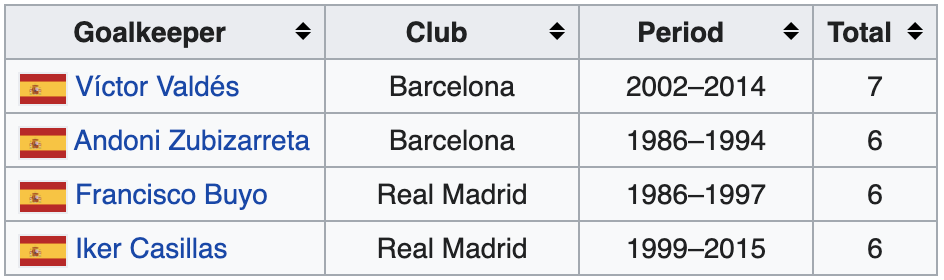 Goalkeeper Club Period Total
Víctor Valdés Barcelona 2002–2014 7
Andoni Zubizarreta Barcelona 1986–1994 6
Francisco Buyo Real Madrid 1986–1997 6
Iker Casillas Real Madrid 1999–2015 6